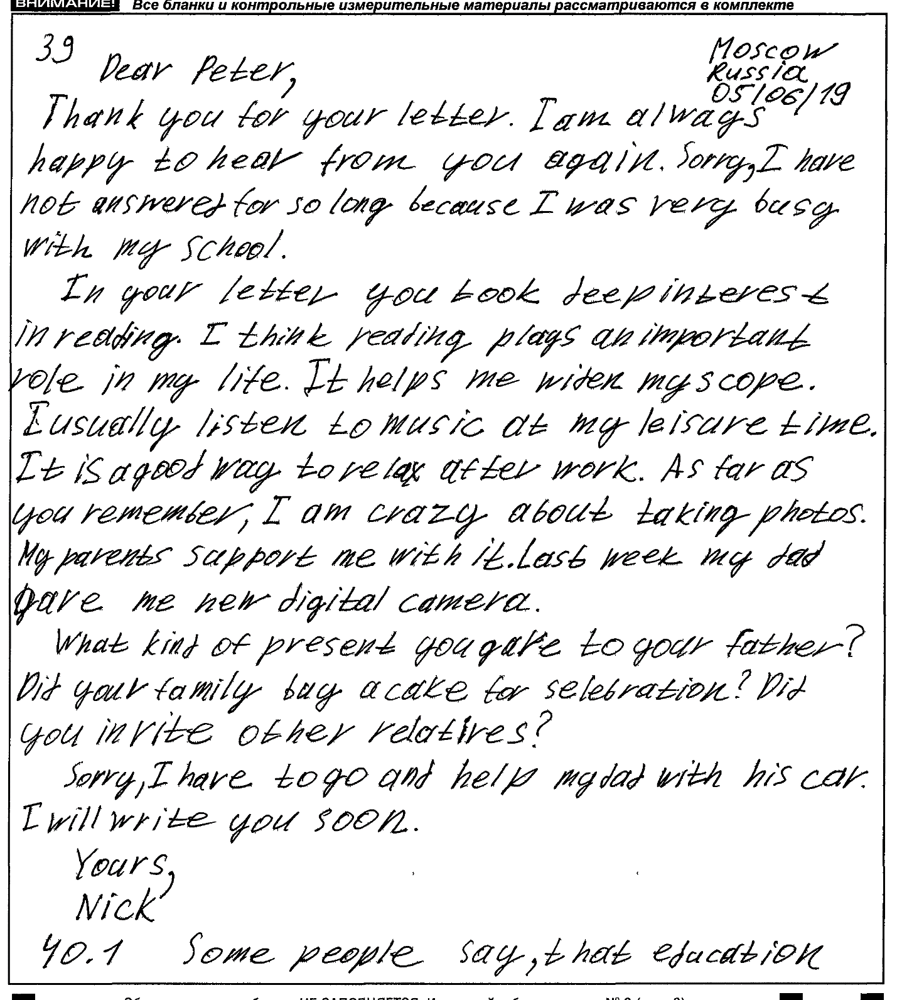 ВНИМАНИЕ! Все бланки и контрольные измерительные материалы рассматриваются в комплекте
39
Moscow
Russia
05/06/19
Dear Peter,
Thank you for your letter. I am always
happy to hear from you again. Sorry, I have
not answered for so long because I was very busy
with my school.
In your letter you took deep interest
in reading. I think reading plays an important
role in my life. It helps me widen my scope.
I usually listen to music at my leisure time.
It is a good way to relax after work. As far as
you remember, I am crazy about taking photos.
My parents support me with it. Last week my dad
gave me new digital camera.
What kind of present you gave to your father?
Did your family buy a cake for selebration? Did
you invite other relatives?
Sorry, I have to go and help my dad with his car.
I will write you soon.
Yours,
Nick
40.1 Some people say, that education